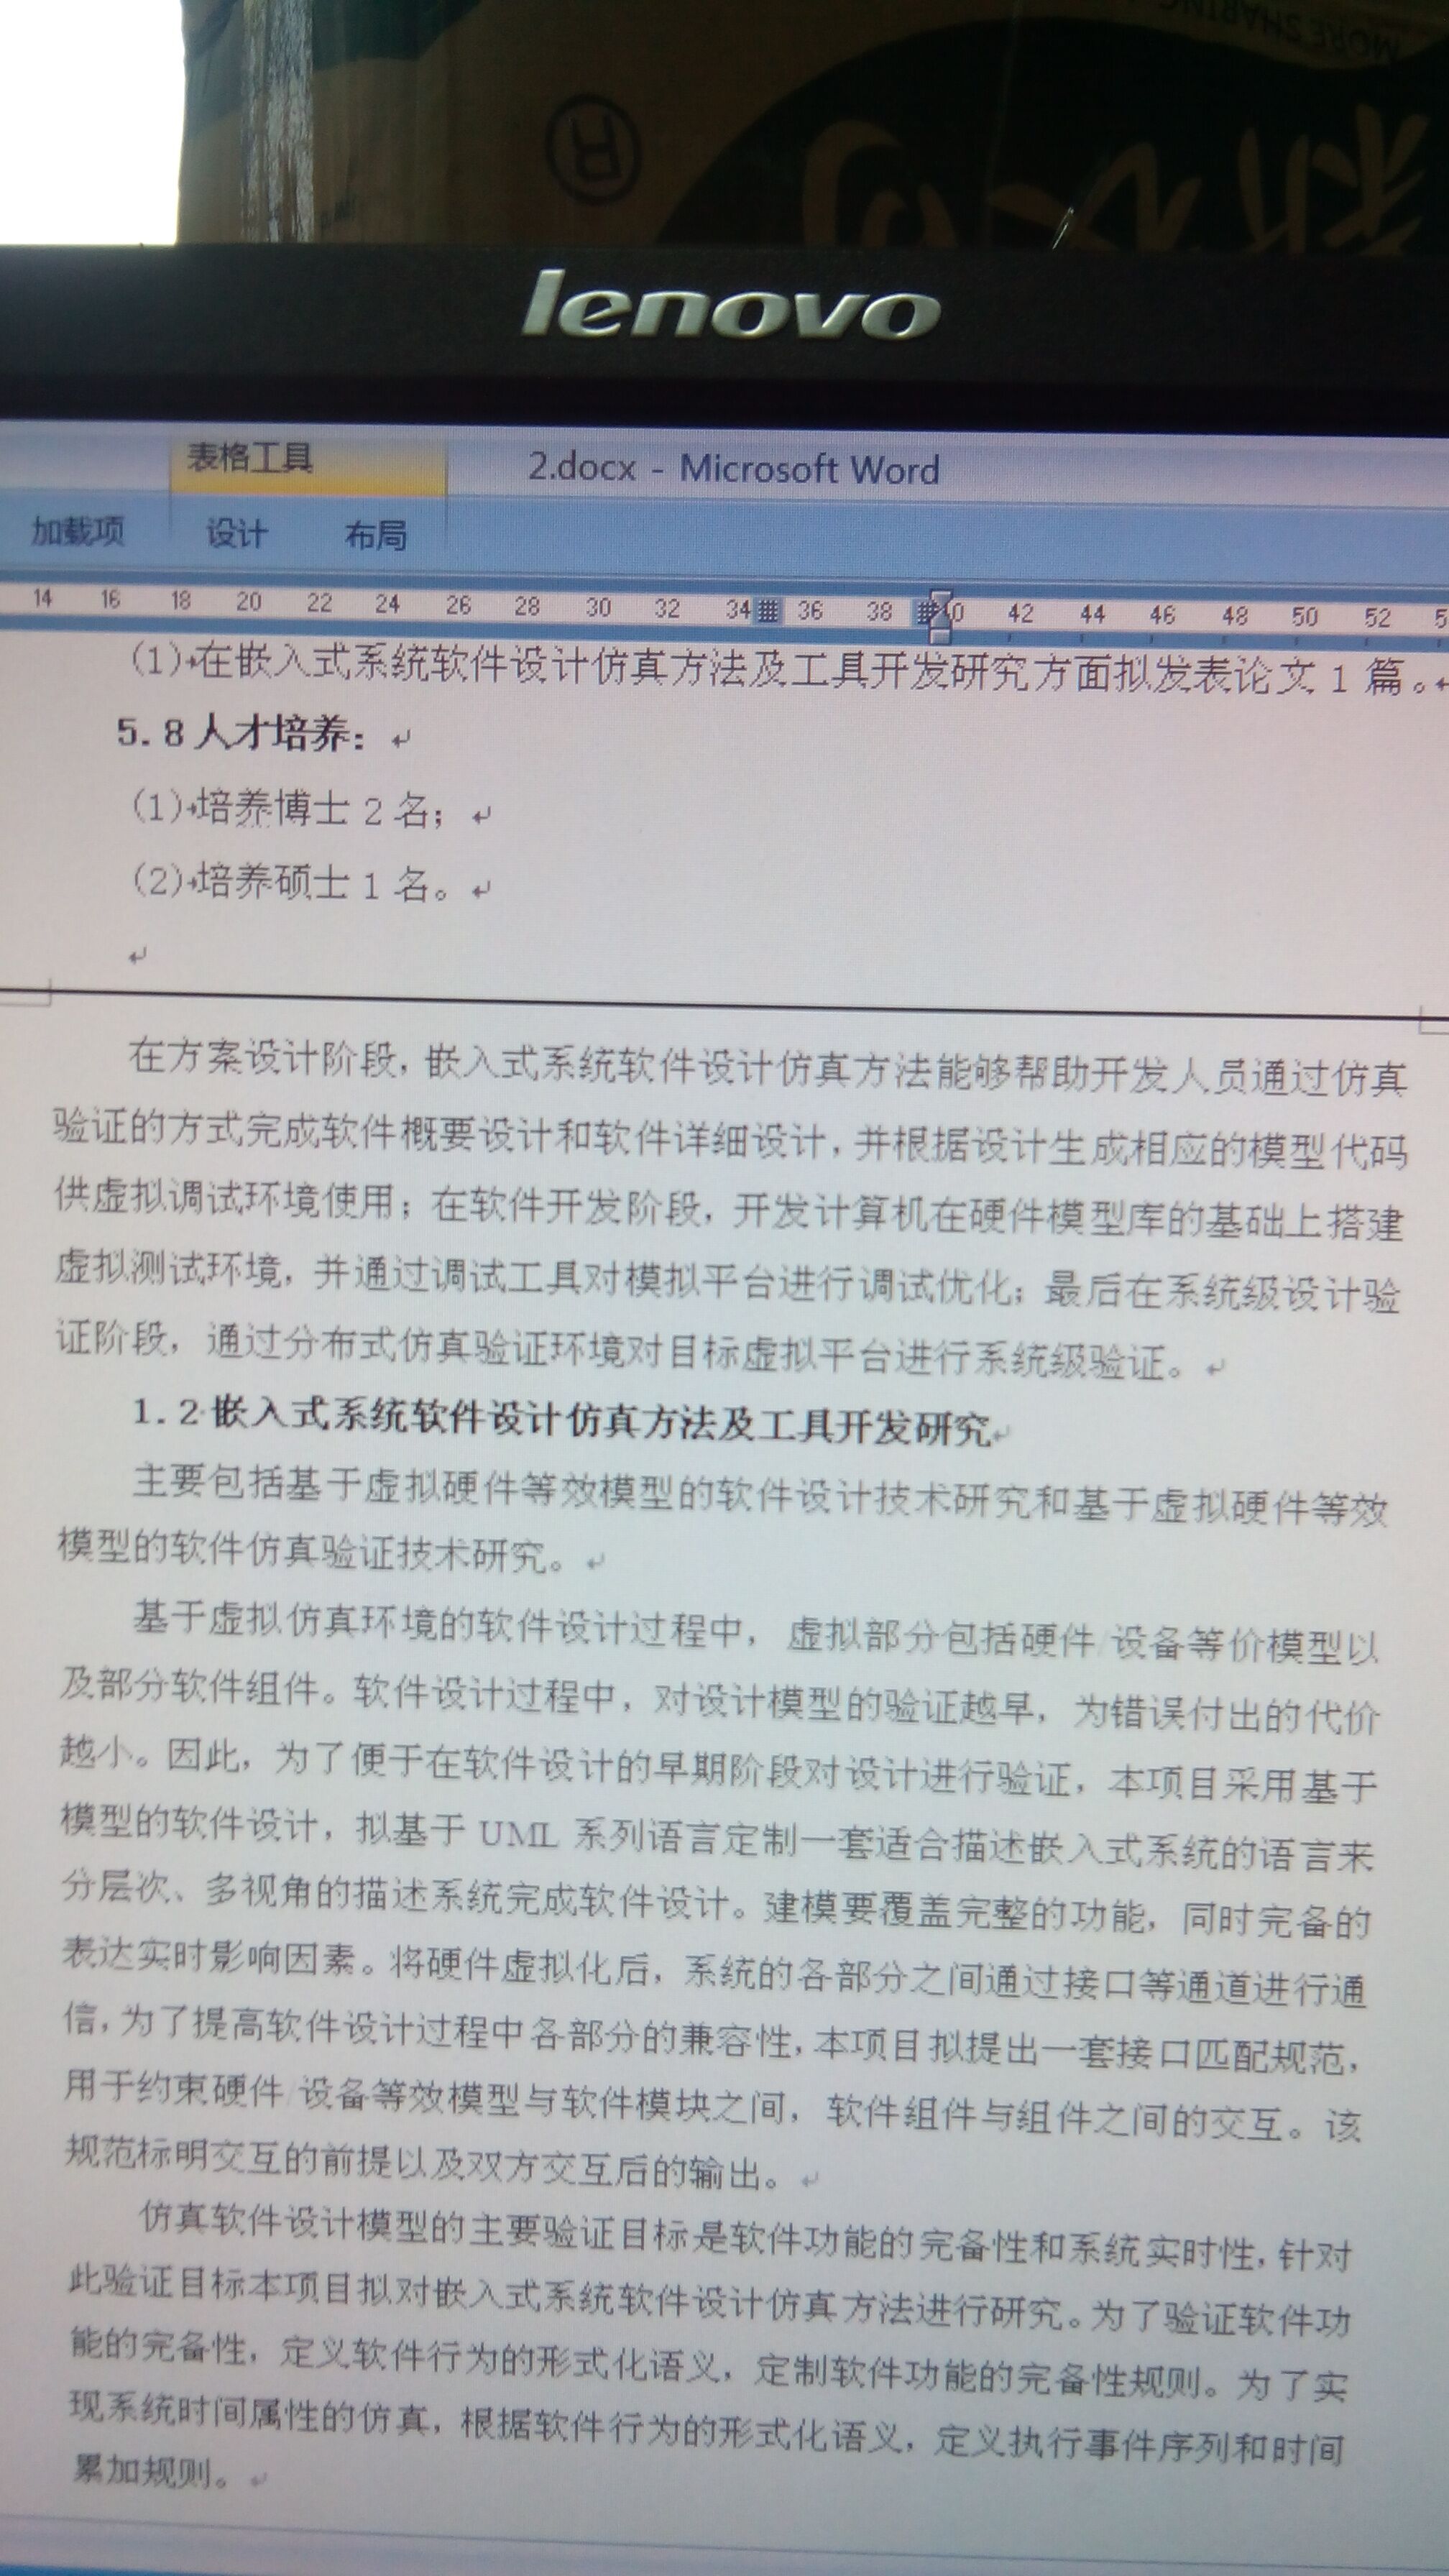 MORESHARING
®
lenovo
表格工具
2.docx - Microsoft Word
加载项 设计 布局
14 16 18 20 22 24 26 28 30 32 34 36 38 40 42 44 46 48 50 52 5
(1)在嵌入式系统软件设计仿真方法及工具开发研究方面拟发表论文 1 篇。
5.8 人才培养：
(1)培养博士 2 名；
(2)培养硕士 1 名。
在方案设计阶段，嵌入式系统软件设计仿真方法能够帮助开发人员通过仿真
验证的方式完成软件概要设计和软件详细设计，并根据设计生成相应的模型代码
供虚拟调试环境使用；在软件开发阶段，开发计算机在硬件模型库的基础上搭建
虚拟测试环境，并通过调试工具对模拟平台进行调试优化；最后在系统级设计验
证阶段，通过分布式仿真验证环境对目标虚拟平台进行系统级验证。
1.2 嵌入式系统软件设计仿真方法及工具开发研究
主要包括基于虚拟硬件等效模型的软件设计技术研究和基于虚拟硬件等效
模型的软件仿真验证技术研究。
基于虚拟仿真环境的软件设计过程中，虚拟部分包括硬件/设备等价模型以
及部分软件组件。软件设计过程中，对设计模型的验证越早，为错误付出的代价
越小。因此，为了便于在软件设计的早期阶段对设计进行验证，本项目采用基于
模型的软件设计，拟基于 UML 系列语言定制一套适合描述嵌入式系统的语言来
分层次、多视角的描述系统完成软件设计。建模要覆盖完整的功能，同时完备的
表达实时影响因素。将硬件虚拟化后，系统的各部分之间通过接口等通道进行通
信，为了提高软件设计过程中各部分的兼容性，本项目拟提出一套接口匹配规范，
用于约束硬件/设备等效模型与软件模块之间，软件组件与组件之间的交互。该
规范标明交互的前提以及双方交互后的输出。
仿真软件设计模型的主要验证目标是软件功能的完备性和系统实时性，针对
此验证目标本项目拟对嵌入式系统软件设计仿真方法进行研究。为了验证软件功
能的完备性，定义软件行为的形式化语义，定制软件功能的完备性规则。为了实
现系统时间属性的仿真，根据软件行为的形式化语义，定义执行事件序列和时间
累加规则。